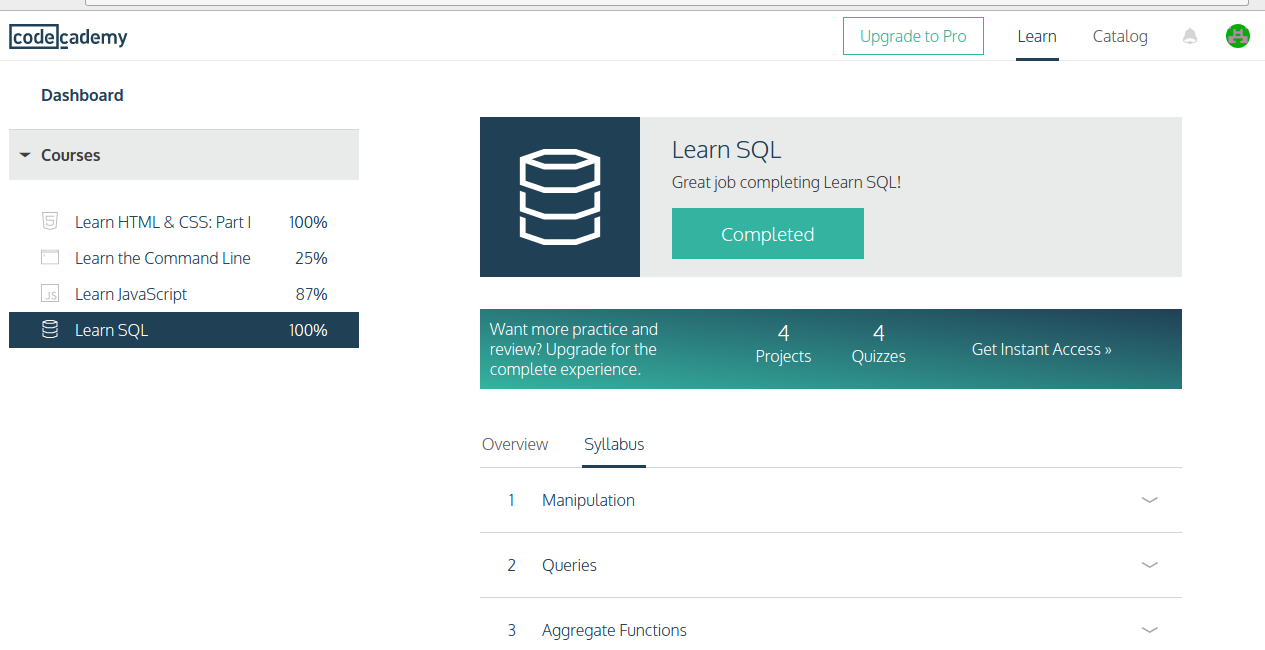 codecademy
Upgrade to Pro
Learn
Catalog
Dashboard
Courses
Learn HTML & CSS: Part I 100%
Learn the Command Line 25%
JS Learn JavaScript 87%
Learn SQL 100%
Learn SQL
Great job completing Learn SQL!
Completed
Want more practice and
review? Upgrade for the
complete experience.
4
Projects
4
Quizzes
Get Instant Access »
Overview
Syllabus
1 Manipulation
2 Queries
3 Aggregate Functions